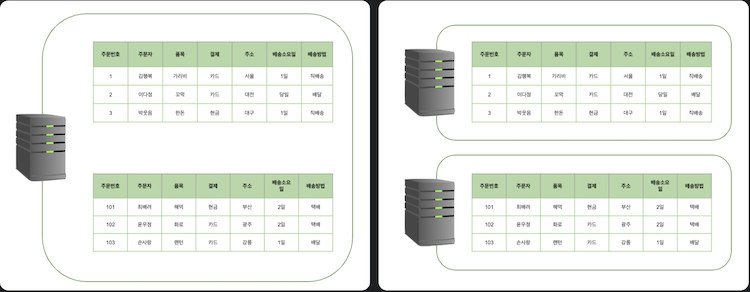 주문번호 주문자 품목 결제 주소 배송소요일 배송방법
1 김행복 가리비 카드 서울 1일 직배송
2 이다정 꼬막 카드 대전 당일 배달
3 박웃음 한돈 현금 대구 1일 직배송
주문번호 주문자 품목 결제 주소 배송소요
일 배송방법
101 최배려 해먹 현금 부산 2일 택배
102 윤우정 화로 카드 광주 2일 택배
103 손사랑 랜턴 카드 강릉 1일 배달
주문번호 주문자 품목 결제 주소 배송소요일 배송방법
1 김행복 가리비 카드 서울 1일 직배송
2 이다정 꼬막 카드 대전 당일 배달
3 박웃음 한돈 현금 대구 1일 직배송
주문번호 주문자 품목 결제 주소 배송소요
일 배송방법
101 최배려 해먹 현금 부산 2일 택배
102 윤우정 화로 카드 광주 2일 택배
103 손사랑 랜턴 카드 강릉 1일 배달